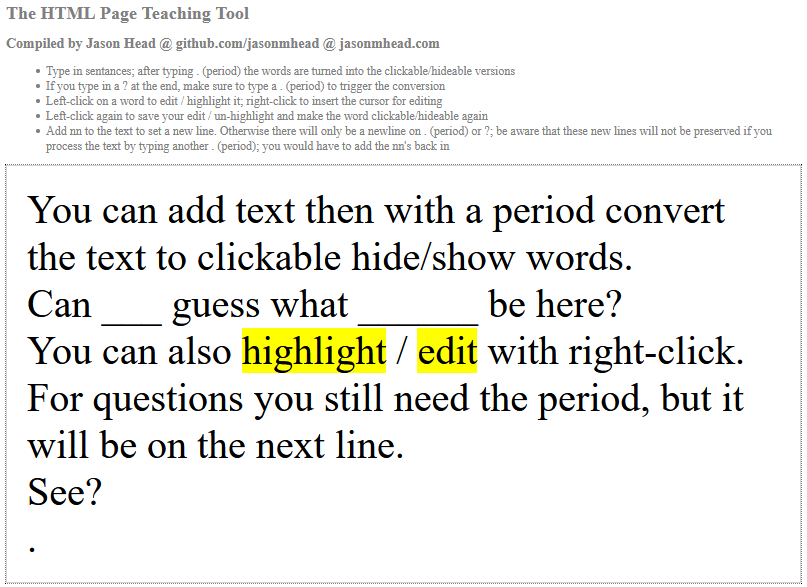 The HTML Page Teaching Tool
Compiled by Jason Head @ github.com/jasonmhead @ jasonmhead.com
• Type in sentances; after typing . (period) the words are turned into the clickable/hideable versions
• If you type in a ? at the end, make sure to type a . (period) to trigger the conversion
• Left-click on a word to edit / highlight it; right-click to insert the cursor for editing
• Left-click again to save your edit / un-highlight and make the word clickable/hideable again
• Add nn to the text to set a new line. Otherwise there will only be a newline on . (period) or ?; be aware that these new lines will not be preserved if you
process the text by typing another . (period); you would have to add the nn's back in
You can add text then with a period convert
the text to clickable hide/show words.
Can ___ guess what ______ be here?
You can also highlight / edit with right-click.
For questions you still need the period, but it
will be on the next line.
See?
.